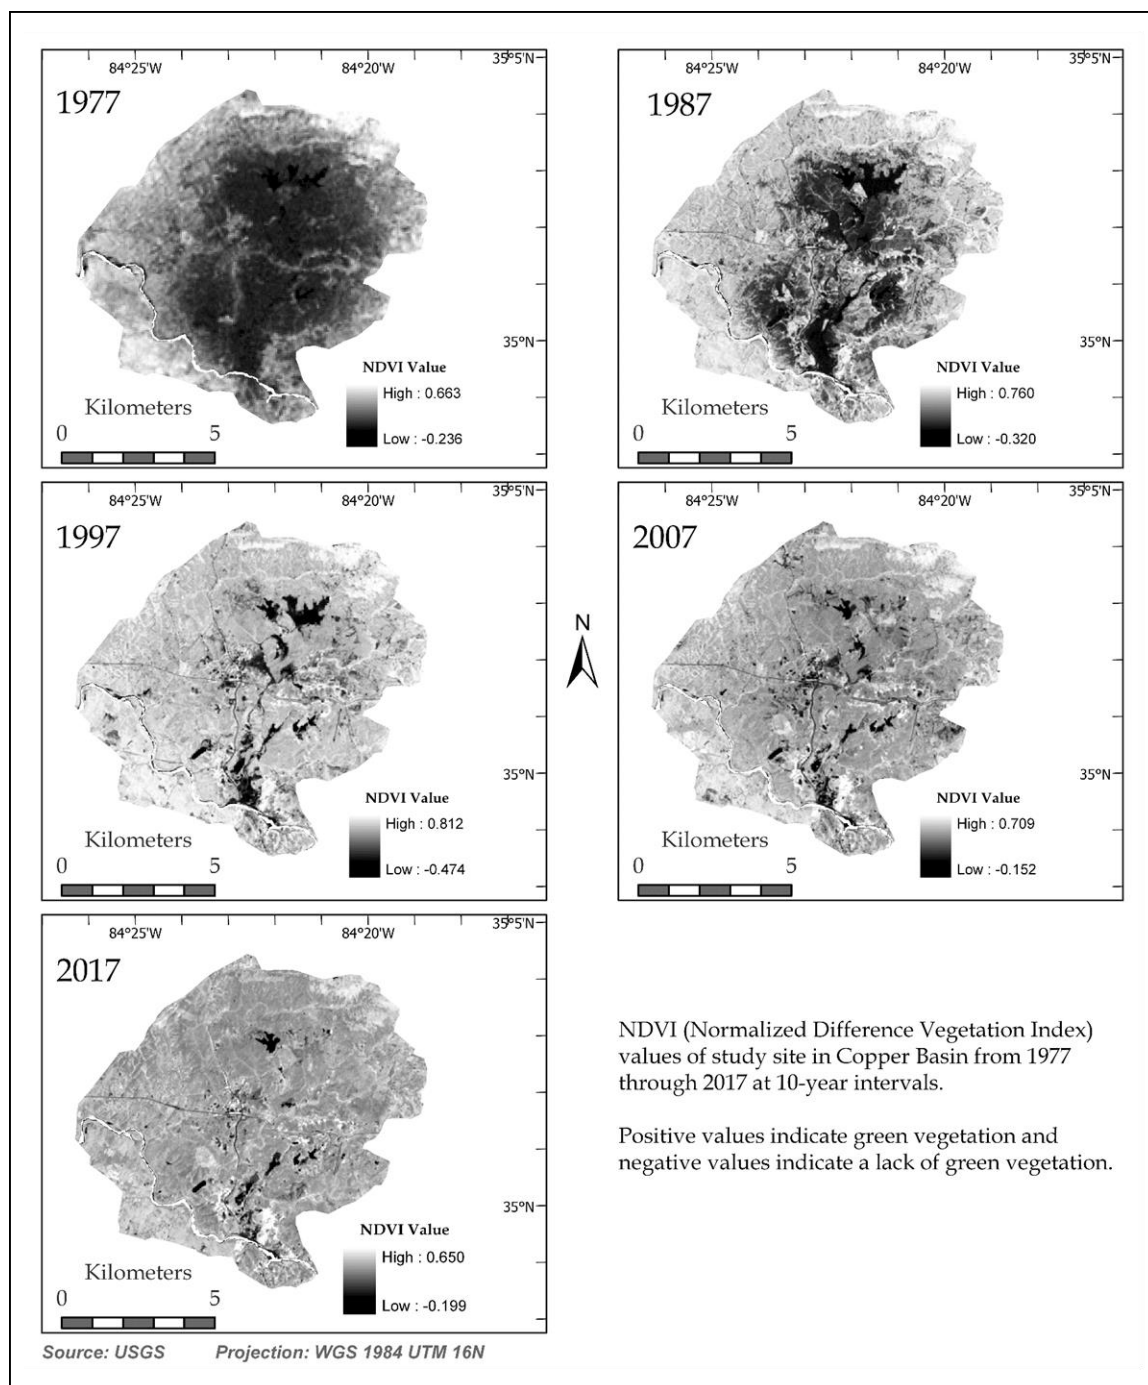 84°25'W 84°20'W 35°5'N
1977
35°N
NDVI Value
High : 0.663
Low : -0.236
Kilometers
0 5
84°25'W 84°20'W 35°5'N
1987
35°N
NDVI Value
High : 0.760
Low : -0.320
Kilometers
0 5
84°25'W 84°20'W 35°5'N
1997
35°N
NDVI Value
High : 0.812
Low : -0.474
Kilometers
0 5
N
84°25'W 84°20'W 35°5'N
2007
35°N
NDVI Value
High : 0.709
Low : -0.152
Kilometers
0 5
84°25'W 84°20'W 35°5'N
2017
35°N
NDVI Value
High : 0.650
Low : -0.199
Kilometers
0 5
NDVI (Normalized Difference Vegetation Index)
values of study site in Copper Basin from 1977
through 2017 at 10-year intervals.
Positive values indicate green vegetation and
negative values indicate a lack of green vegetation.
Source: USGS Projection: WGS 1984 UTM 16N